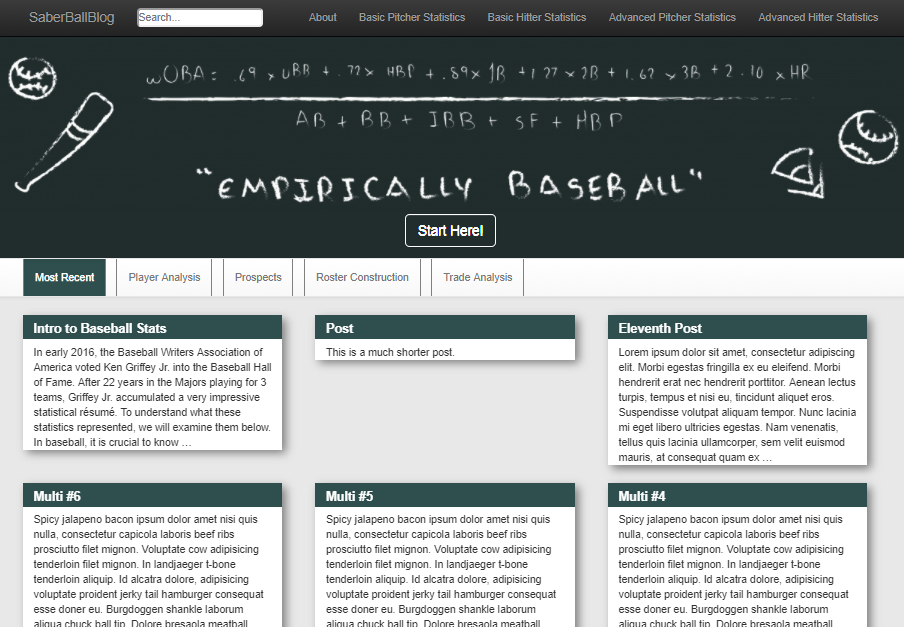 SaberBallBlog Search... About Basic Pitcher Statistics Basic Hitter Statistics Advanced Pitcher Statistics Advanced Hitter Statistics
wOBA = .69 x uBB + .72x HBP + .89x 1B +1.27 x 2B + 1.62 x 3B + 2.10 x HR
AB + BB + IBB + SF + HBP
"EMPIRICALLY BASEBALL"
Start Here!
Most Recent Player Analysis Prospects Roster Construction Trade Analysis
Intro to Baseball Stats
In early 2016, the Baseball Writers Association of
America voted Ken Griffey Jr. into the Baseball Hall
of Fame. After 22 years in the Majors playing for 3
teams, Griffey Jr. accumulated a very impressive
statistical résumé. To understand what these
statistics represented, we will examine them below.
In baseball, it is crucial to know ...
Post
This is a much shorter post.
Eleventh Post
Lorem ipsum dolor sit amet, consectetur adipiscing
elit. Morbi egestas fringilla ex eu eleifend. Morbi
hendrerit erat nec hendrerit porttitor. Aenean lectus
turpis, tempus et nisi eu, tincidunt aliquet eros.
Suspendisse volutpat aliquam tempor. Nunc lacinia
mi eget libero ultricies egestas. Nam venenatis,
tellus quis lacinia ullamcorper, sem velit euismod
mauris, at consequat quam ex ...
Multi #6
Spicy jalapeno bacon ipsum dolor amet nisi quis
nulla, consectetur capicola laboris beef ribs
prosciutto filet mignon. Voluptate cow adipisicing
tenderloin filet mignon. In landjaeger t-bone
tenderloin aliquip. Id alcatra dolore, adipisicing
voluptate proident jerky tail hamburger consequat
esse doner eu. Burgdoggen shankle laborum
aliqua chuck ball tip. Dolore bresaola meatball
Multi #5
Spicy jalapeno bacon ipsum dolor amet nisi quis
nulla, consectetur capicola laboris beef ribs
prosciutto filet mignon. Voluptate cow adipisicing
tenderloin filet mignon. In landjaeger t-bone
tenderloin aliquip. Id alcatra dolore, adipisicing
voluptate proident jerky tail hamburger consequat
esse doner eu. Burgdoggen shankle laborum
aliqua chuck ball tip. Dolore bresaola meatball
Multi #4
Spicy jalapeno bacon ipsum dolor amet nisi quis
nulla, consectetur capicola laboris beef ribs
prosciutto filet mignon. Voluptate cow adipisicing
tenderloin filet mignon. In landjaeger t-bone
tenderloin aliquip. Id alcatra dolore, adipisicing
voluptate proident jerky tail hamburger consequat
esse doner eu. Burgdoggen shankle laborum
aliqua chuck ball tip. Dolore bresaola meatball